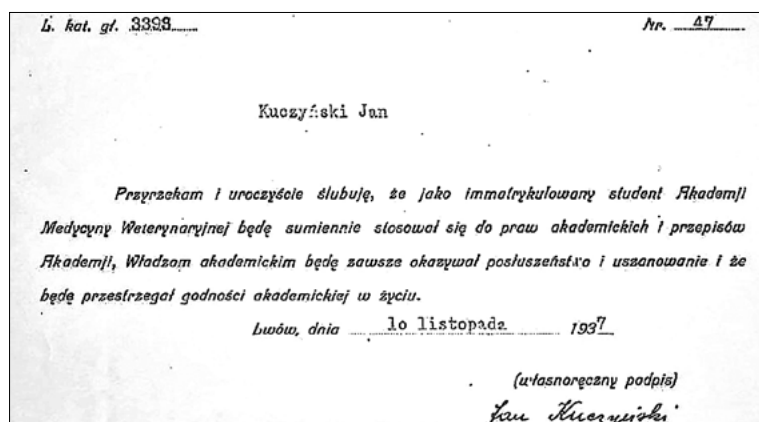 L. kat. gł. 3393
Nr. 47
Kuczyński Jan
Przyrzekam i uroczyście ślubuję, że jako immatrykulowany student Akademji
Medycyny Weterynaryjnej będę sumiennie stosował się do praw akademickich i przepisów
Akademji, Władzom akademickim będę zawsze okazywał posłuszeństwo i uszanowanie i że
będę przestrzegał godności akademickiej w życiu.
Lwów, dnia 10 listopada 1937
(własnoręczny podpis)
Jan Kuczyński